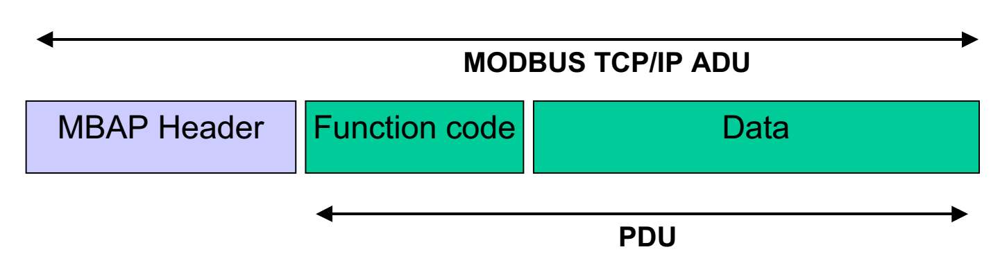 MODBUS TCP/IP ADU
MBAP Header
Function code
Data
PDU